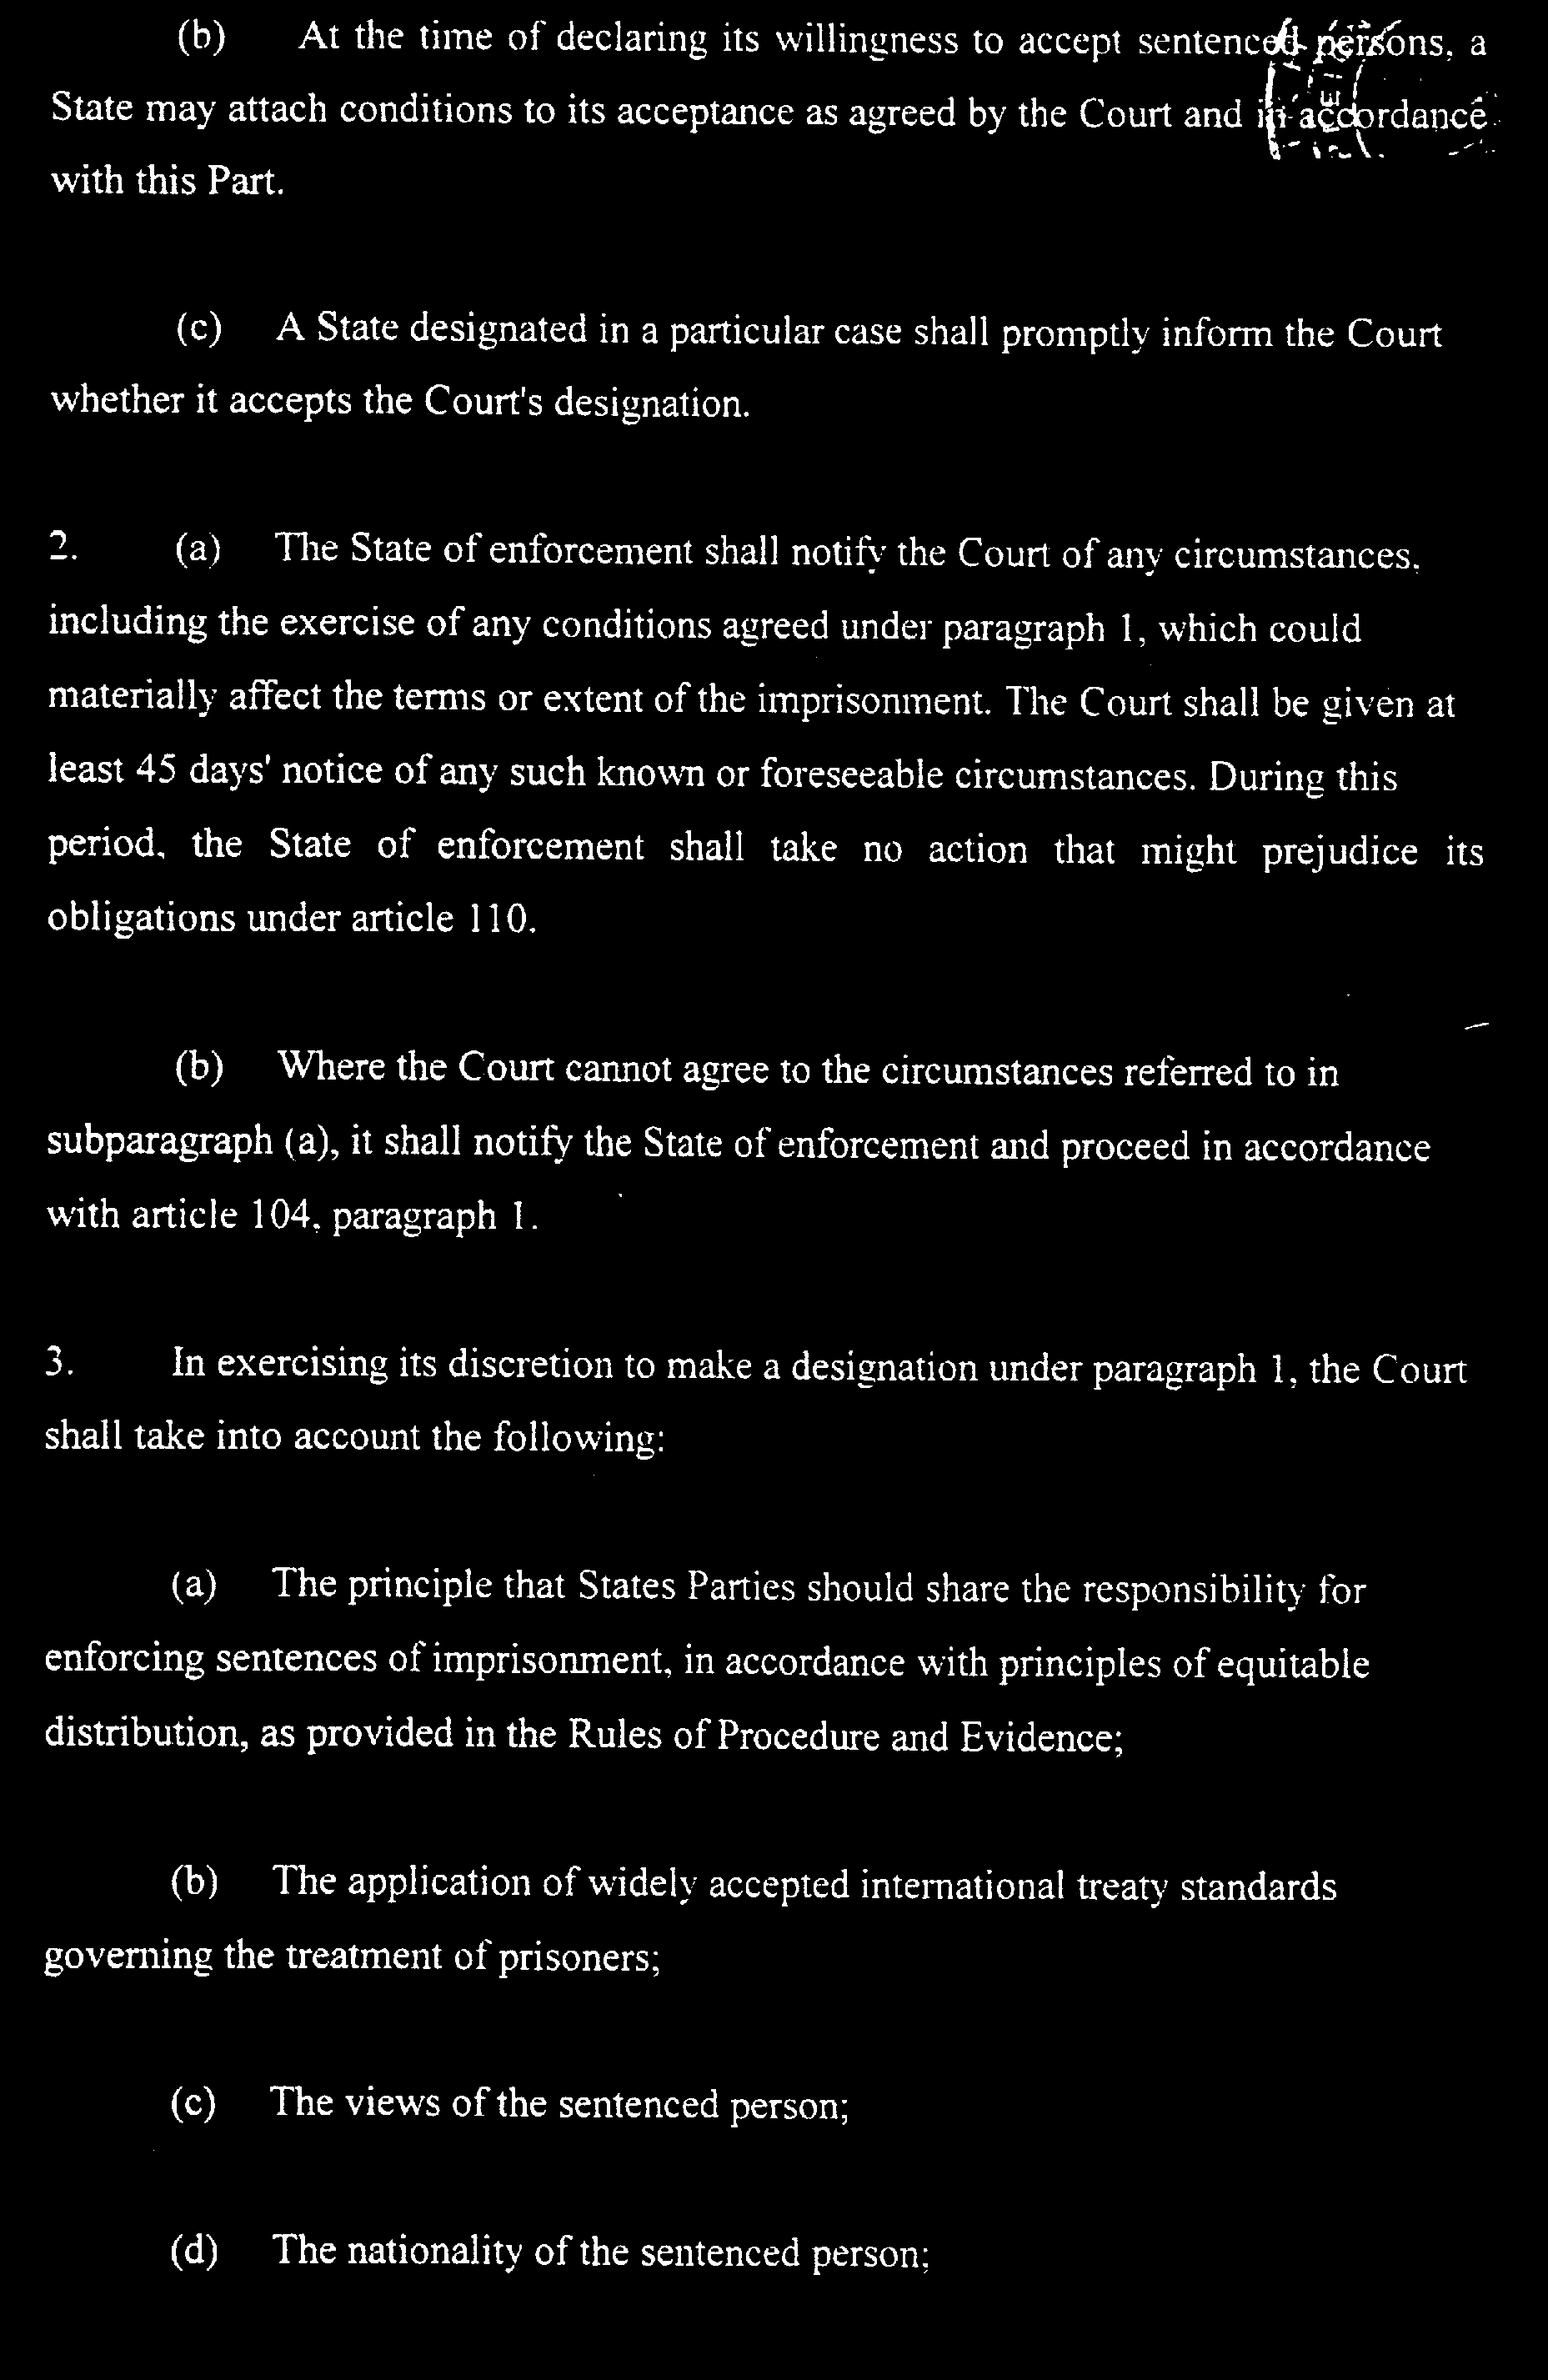 (b) At the time of declaring its willingness to accept sentenced persons, a
State may attach conditions to its acceptance as agreed by the Court and in accordance
with this Part.
(c) A State designated in a particular case shall promptly inform the Court
whether it accepts the Court's designation.
2. (a) The State of enforcement shall notify the Court of any circumstances,
including the exercise of any conditions agreed under paragraph 1, which could
materially affect the terms or extent of the imprisonment. The Court shall be given at
least 45 days' notice of any such known or foreseeable circumstances. During this
period, the State of enforcement shall take no action that might prejudice its
obligations under article 110.
(b) Where the Court cannot agree to the circumstances referred to in
subparagraph (a), it shall notify the State of enforcement and proceed in accordance
with article 104, paragraph 1.
3. In exercising its discretion to make a designation under paragraph 1, the Court
shall take into account the following:
(a) The principle that States Parties should share the responsibility for
enforcing sentences of imprisonment, in accordance with principles of equitable
distribution, as provided in the Rules of Procedure and Evidence;
(b) The application of widely accepted international treaty standards
governing the treatment of prisoners;
(c) The views of the sentenced person;
(d) The nationality of the sentenced person;